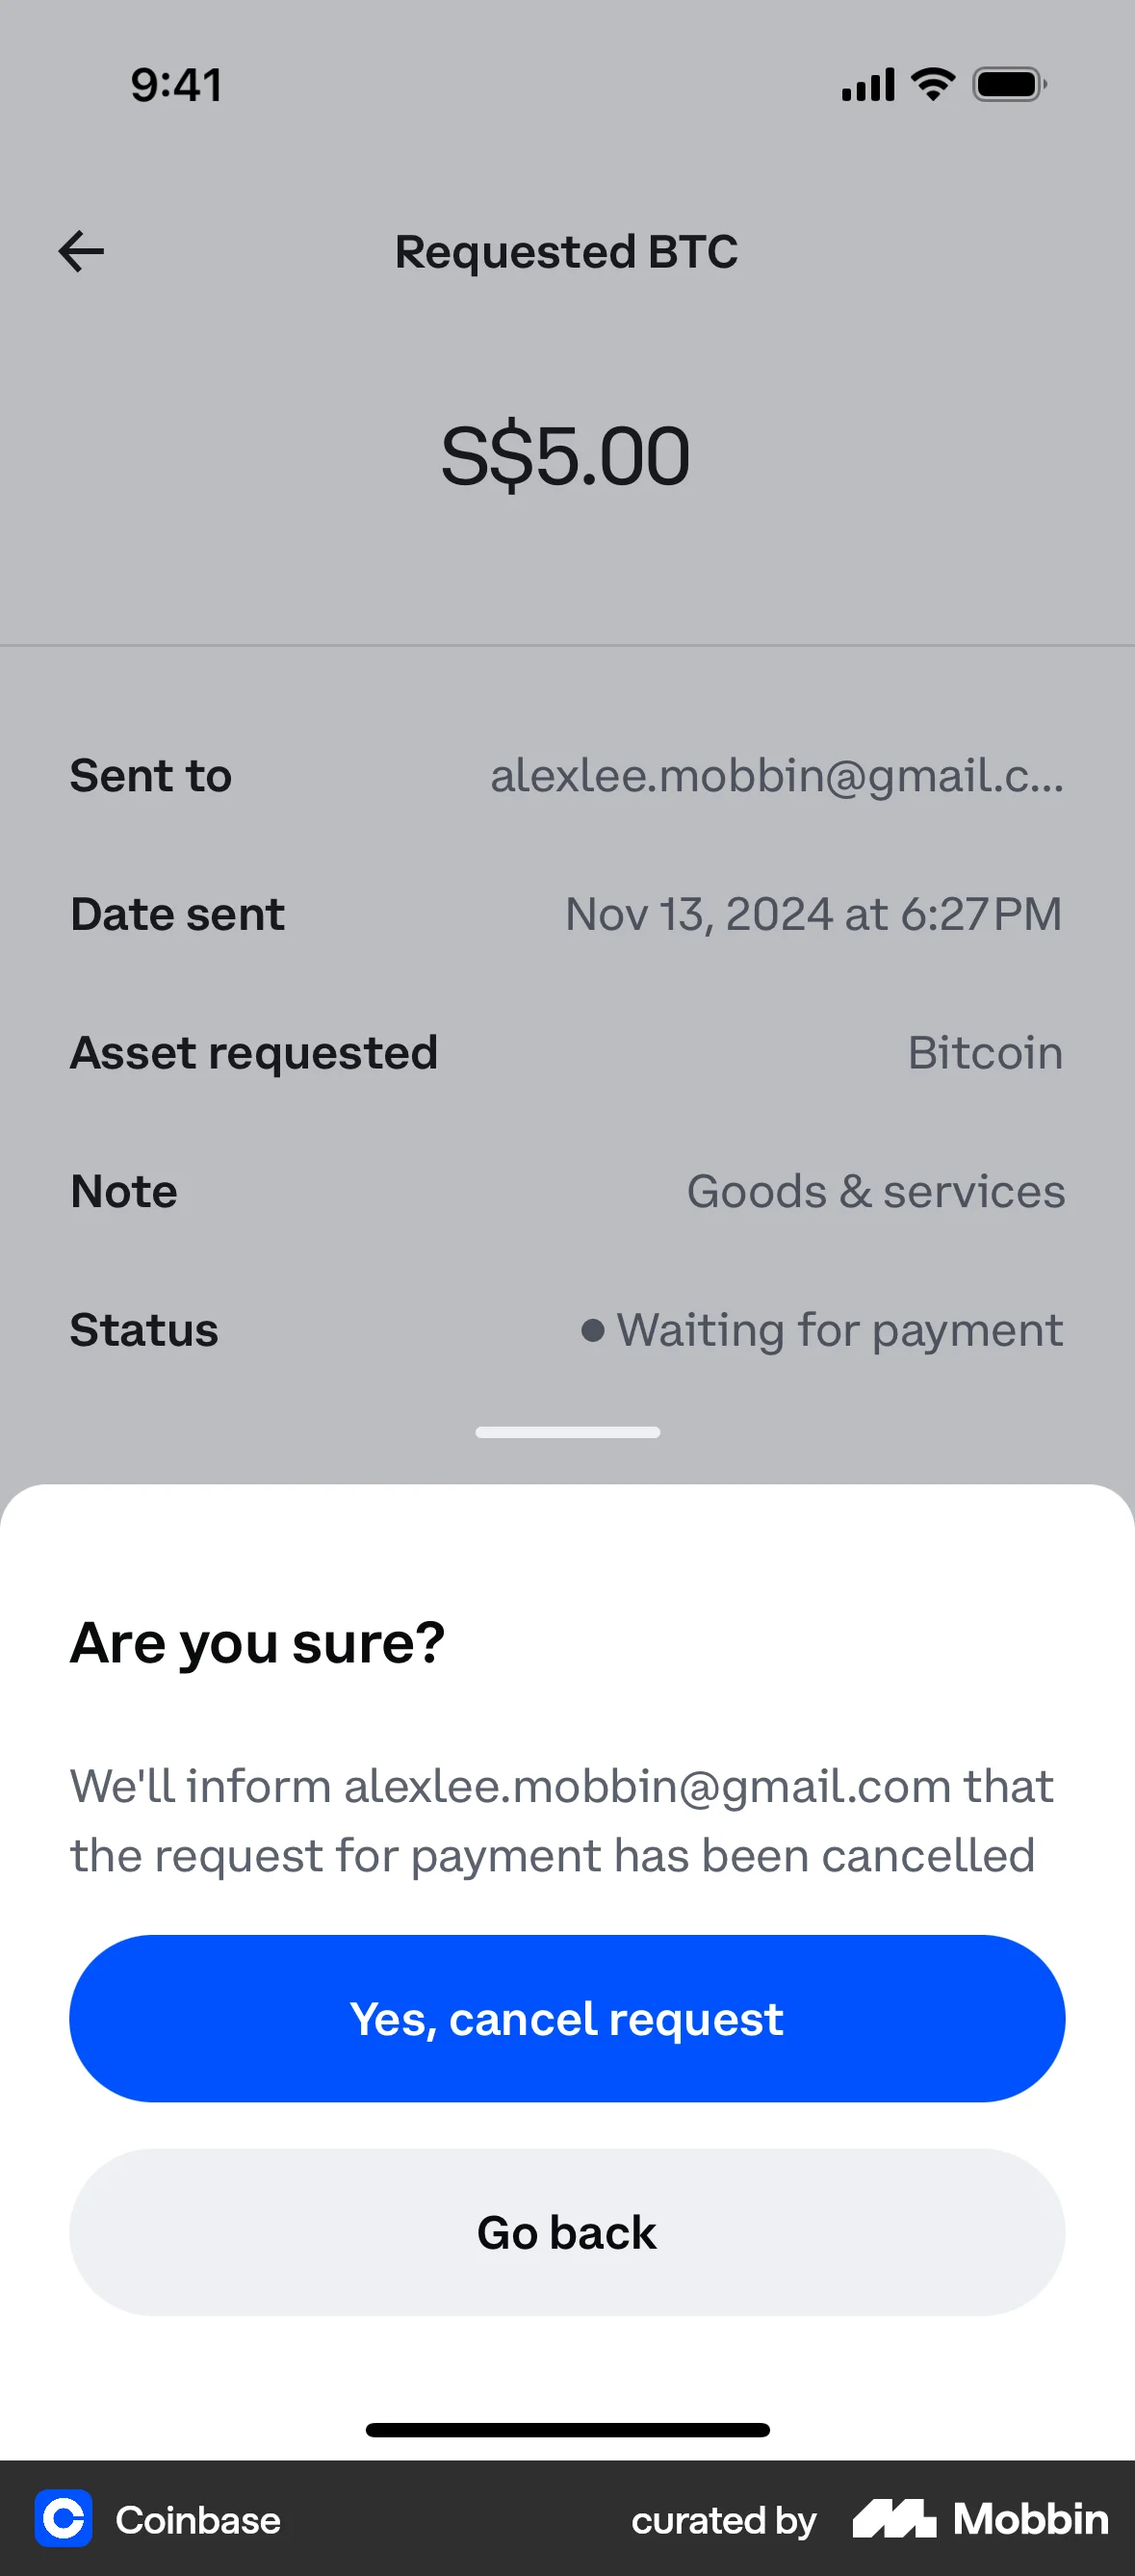 9:41
Requested BTC
S$5.00
Sent to alexlee.mobbin@gmail.c...
Date sent Nov 13, 2024 at 6:27PM
Asset requested Bitcoin
Note Goods & services
Status Waiting for payment
Are you sure?
We'll inform alexlee.mobbin@gmail.com that
the request for payment has been cancelled
Yes, cancel request
Go back
Coinbase curated by Mobbin